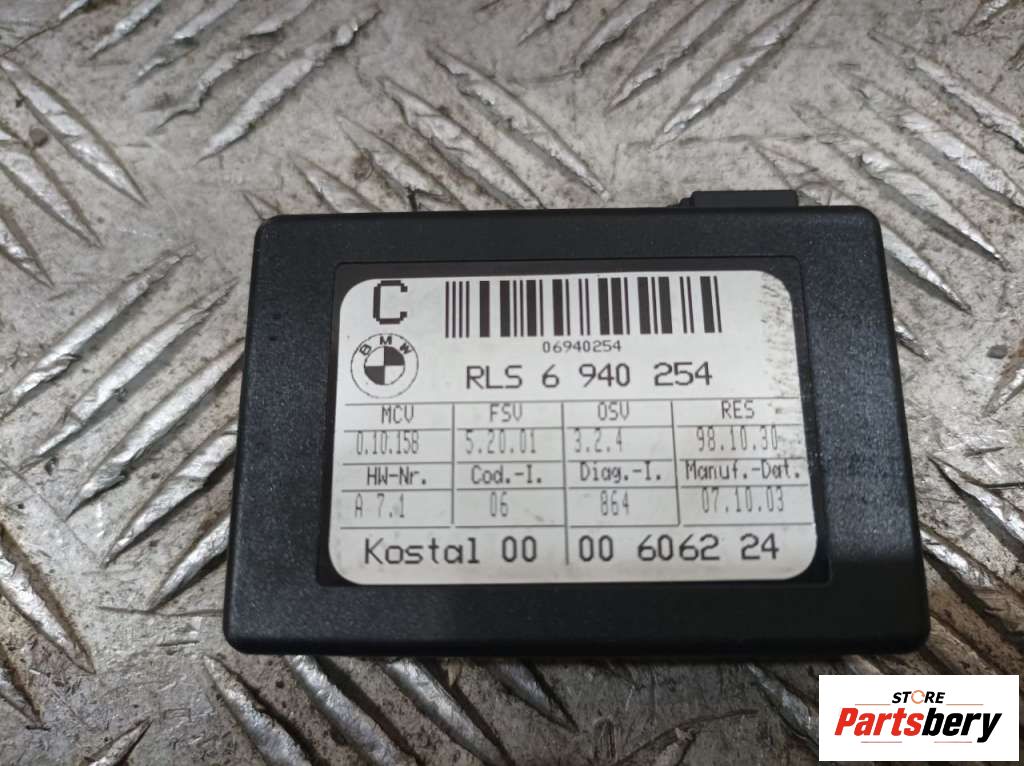 C
BMW
06940254
RLS 6 940 254
MCV FSV OSV RES
0.10.158 5.20.01 3.2.4 98.10.30
HW-Nr. Cod.-I. Diag.-I. Manuf.-Dat.
A 7.1 06 864 07.10.03
Kostal 00 00 6062 24
STORE
Partsbery